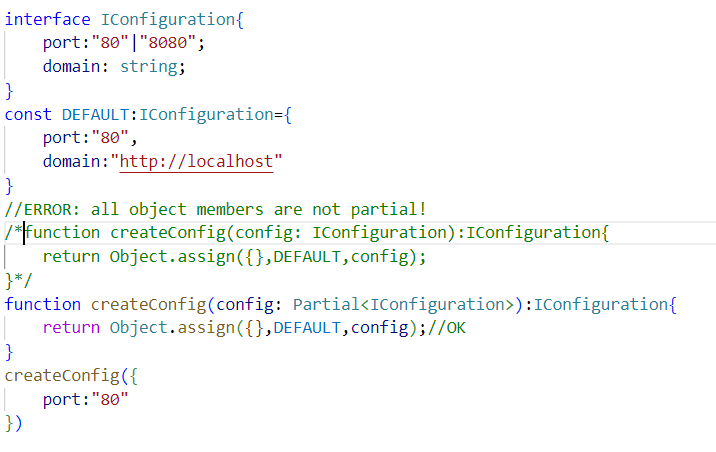 interface IConfiguration{
    port:"80"|"8080";
    domain: string;
}
const DEFAULT:IConfiguration={
    port:"80",
    domain:"http://localhost"
}
//ERROR: all object members are not partial!
/*function createConfig(config: IConfiguration):IConfiguration{
    return Object.assign({},DEFAULT,config);
}*/
function createConfig(config: Partial<IConfiguration>):IConfiguration{
    return Object.assign({},DEFAULT,config);//OK
}
createConfig({
    port:"80"
})